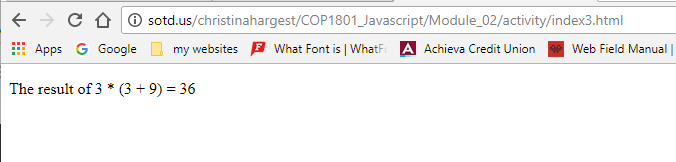 sotd.us/christinahargest/COP1801_Javascript/Module_02/activity/index3.html
Apps Google my websites What Font is | WhatF Achieva Credit Union Web Field Manual |
The result of 3 * (3 + 9) = 36